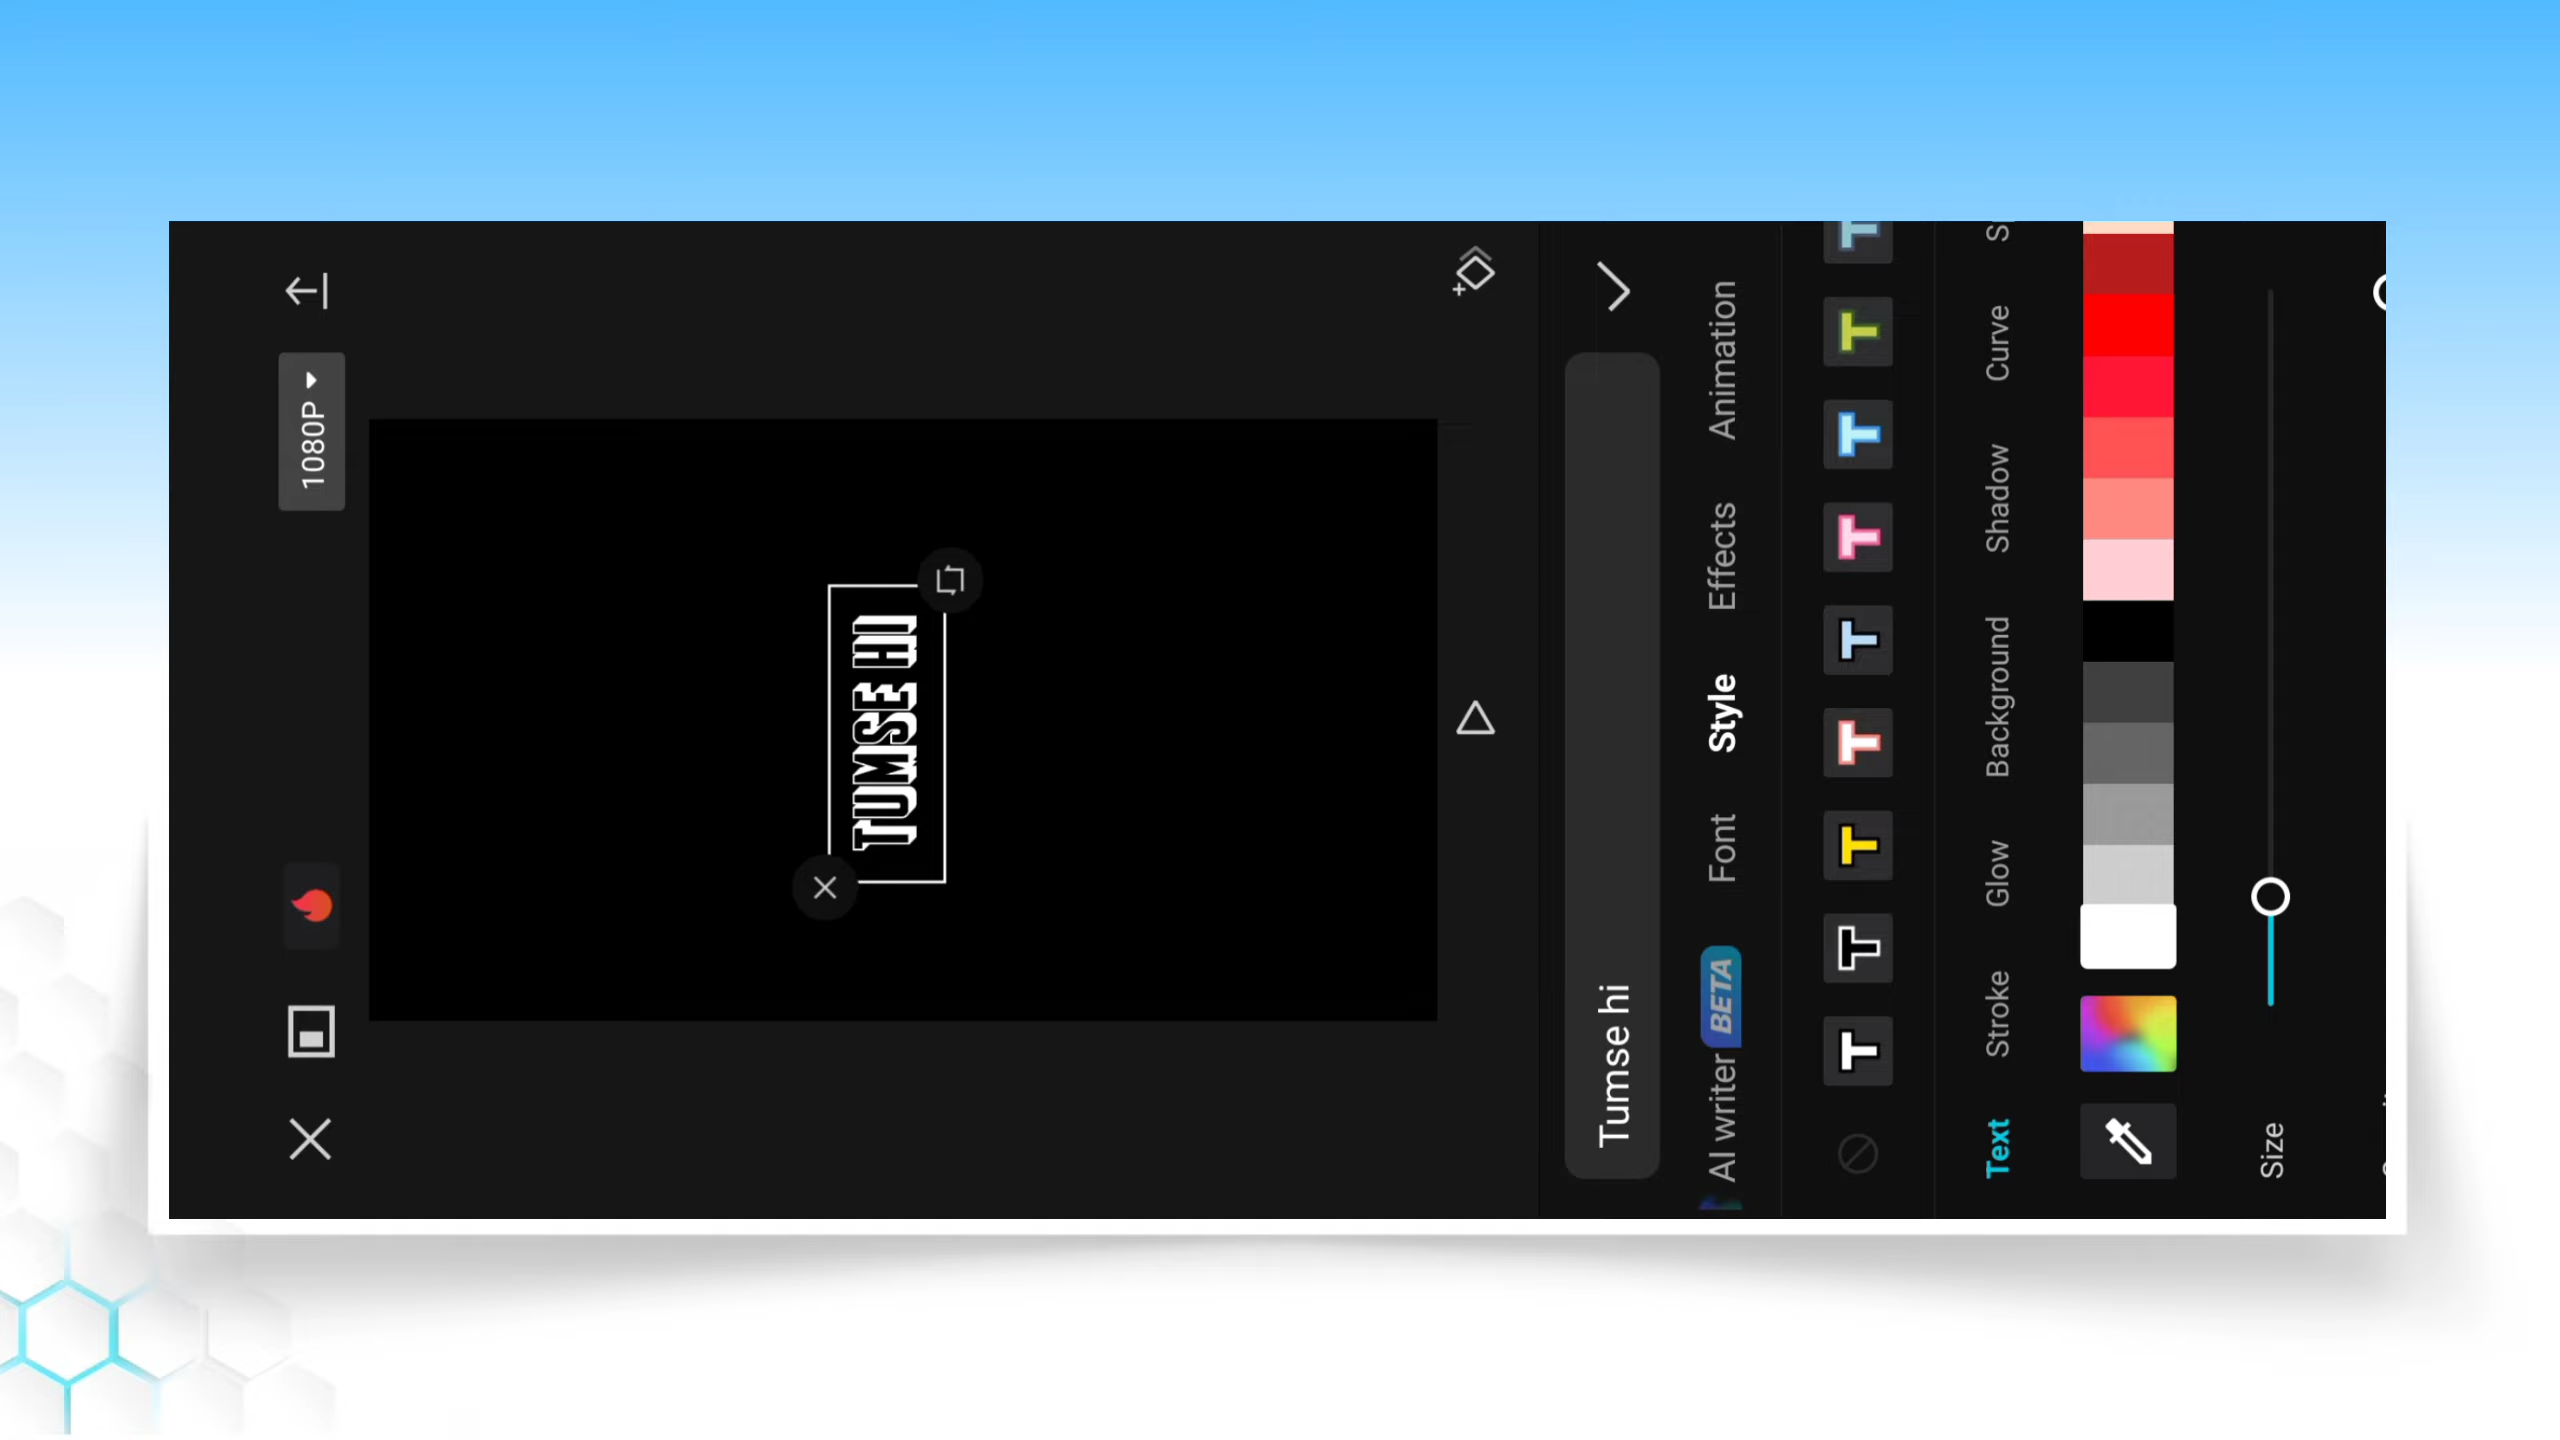 1080P
TUMSE HI
Tumse hi
AI writer BETA Font Style Effects Animation
T T T T T T T T T
Text Stroke Glow Background Shadow Curve
Size